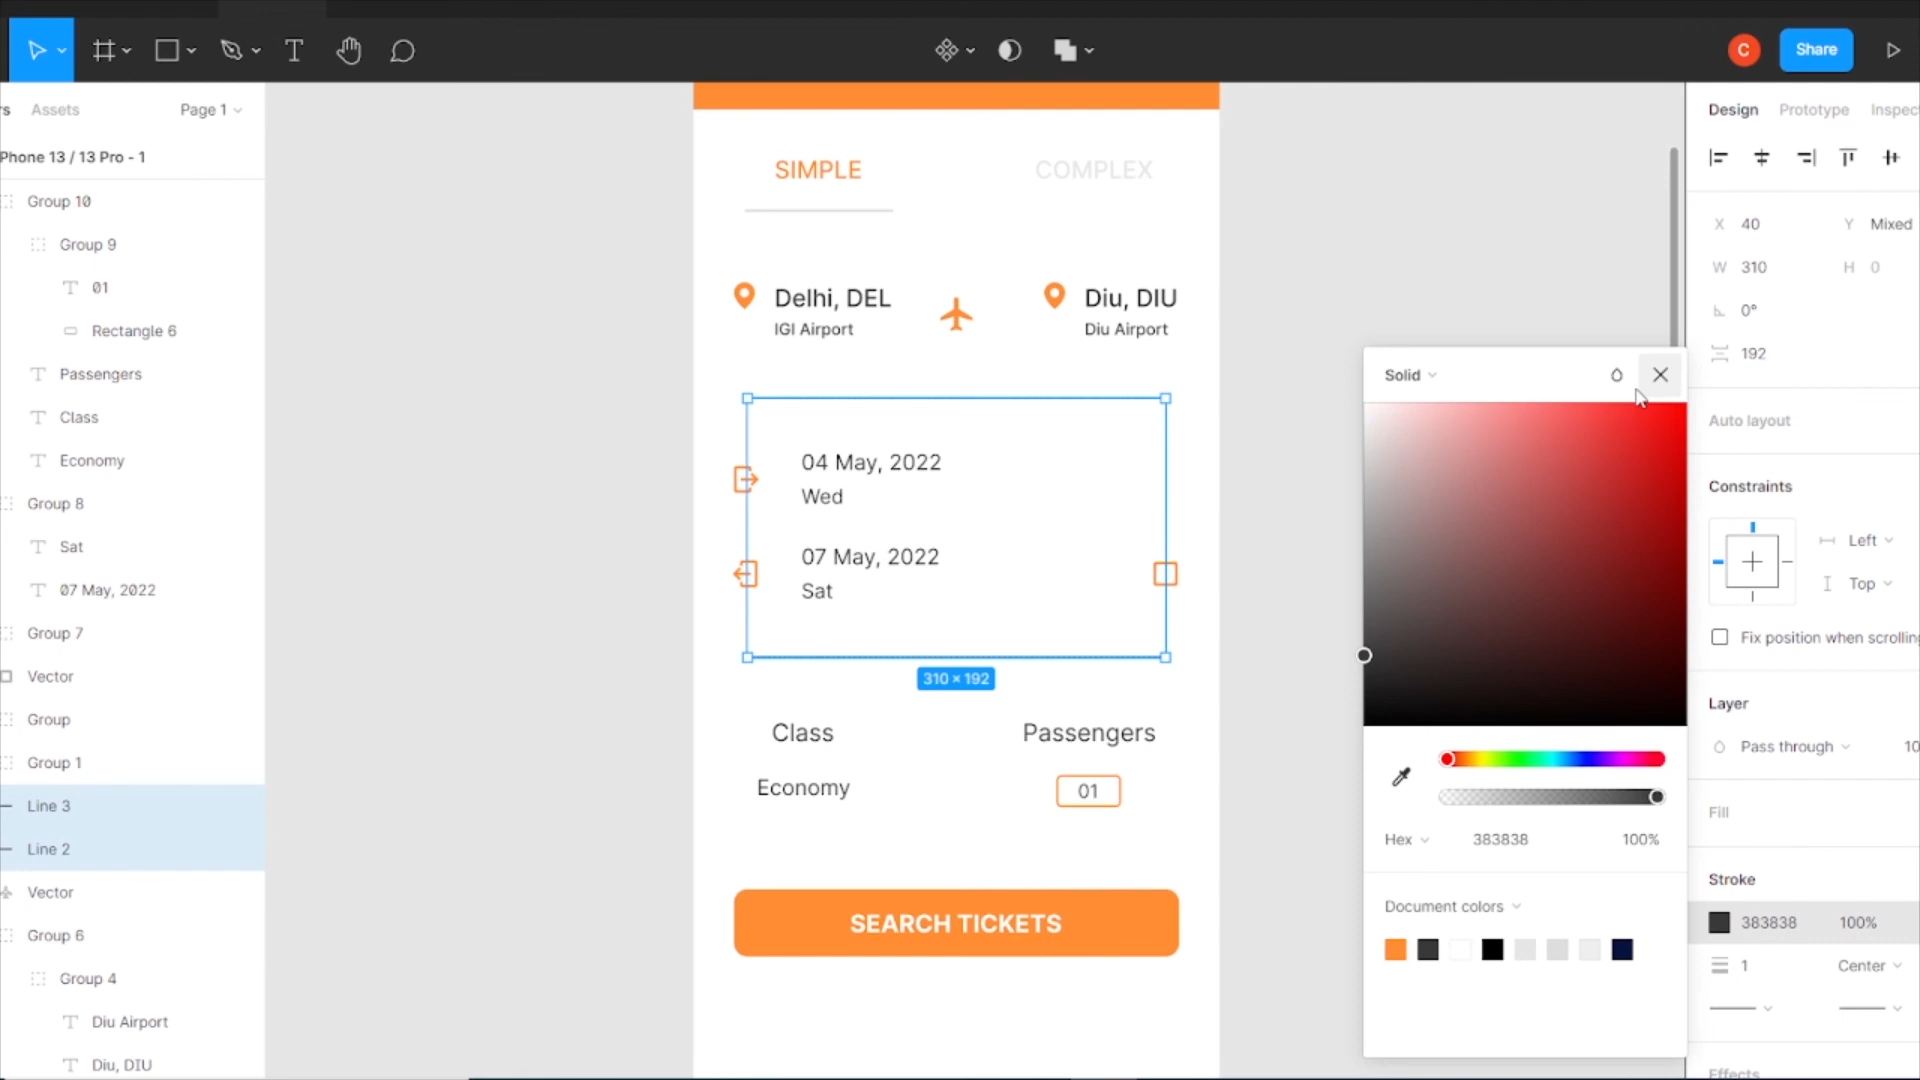 C
Share
rs
Assets
Page 1
Phone 13 / 13 Pro - 1
Group 10
Group 9
01
Rectangle 6
Passengers
Class
Economy
Group 8
Sat
07 May, 2022
Group 7
Vector
Group
Group 1
Line 3
Line 2
Vector
Group 6
Group 4
Diu Airport
Diu, DIU
SIMPLE
COMPLEX
Delhi, DEL
IGI Airport
Diu, DIU
Diu Airport
04 May, 2022
Wed
07 May, 2022
Sat
310 × 192
Class
Passengers
Economy
01
SEARCH TICKETS
Solid
Hex
383838
100%
Document colors
Design
Prototype
Inspect
X 40
Y Mixed
W 310
H 0
0°
192
Auto layout
Constraints
Left
Top
Fix position when scrolling
Layer
Pass through
10
Fill
Stroke
383838
100%
1
Center
Effects